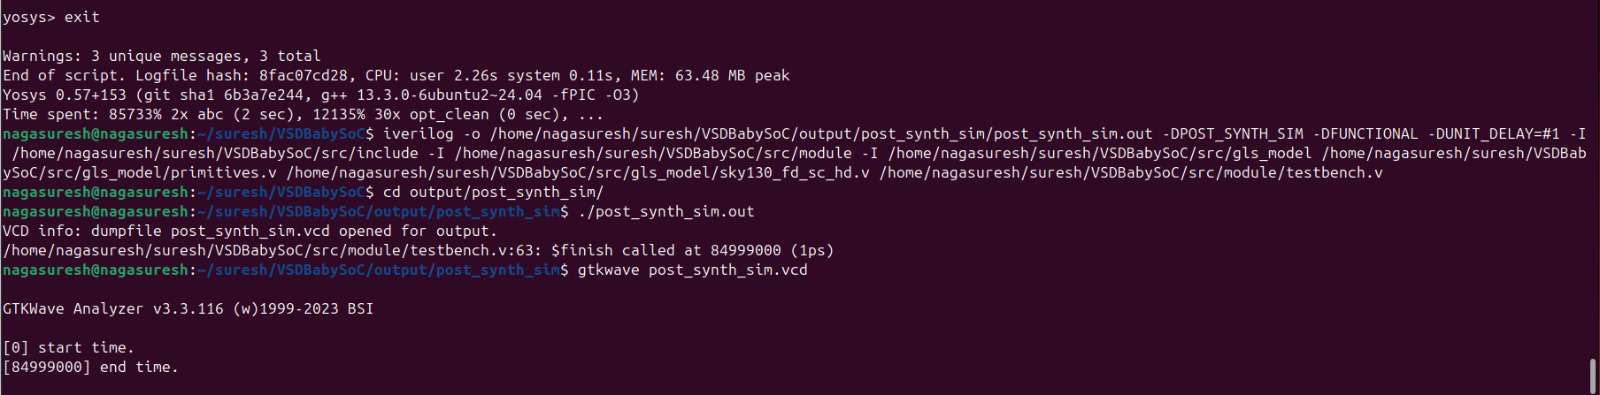 yosys> exit
Warnings: 3 unique messages, 3 total
End of script. Logfile hash: 8fac07cd28, CPU: user 2.26s system 0.11s, MEM: 63.48 MB peak
Yosys 0.57+153 (git sha1 6b3a7e244, g++ 13.3.0-6ubuntu2~24.04 -fPIC -O3)
Time spent: 85733% 2x abc (2 sec), 12135% 30x opt_clean (0 sec), ...
nagasuresh@nagasuresh:~/suresh/VSDBabySoC$ iverilog -o /home/nagasuresh/suresh/VSDBabySoC/output/post_synth_sim/post_synth_sim.out -DPOST_SYNTH_SIM -DFUNCTIONAL -DUNIT_DELAY=#1 -I
 /home/nagasuresh/suresh/VSDBabySoC/src/include -I /home/nagasuresh/suresh/VSDBabySoC/src/module -I /home/nagasuresh/suresh/VSDBabySoC/src/gls_model /home/nagasuresh/suresh/VSDBab
ySoC/src/gls_model/primitives.v /home/nagasuresh/suresh/VSDBabySoC/src/gls_model/sky130_fd_sc_hd.v /home/nagasuresh/suresh/VSDBabySoC/src/module/testbench.v
nagasuresh@nagasuresh:~/suresh/VSDBabySoC$ cd output/post_synth_sim/
nagasuresh@nagasuresh:~/suresh/VSDBabySoC/output/post_synth_sim$ ./post_synth_sim.out
VCD info: dumpfile post_synth_sim.vcd opened for output.
/home/nagasuresh/suresh/VSDBabySoC/src/module/testbench.v:63: $finish called at 84999000 (1ps)
nagasuresh@nagasuresh:~/suresh/VSDBabySoC/output/post_synth_sim$ gtkwave post_synth_sim.vcd
GTKWave Analyzer v3.3.116 (w)1999-2023 BSI
[0] start time.
[84999000] end time.